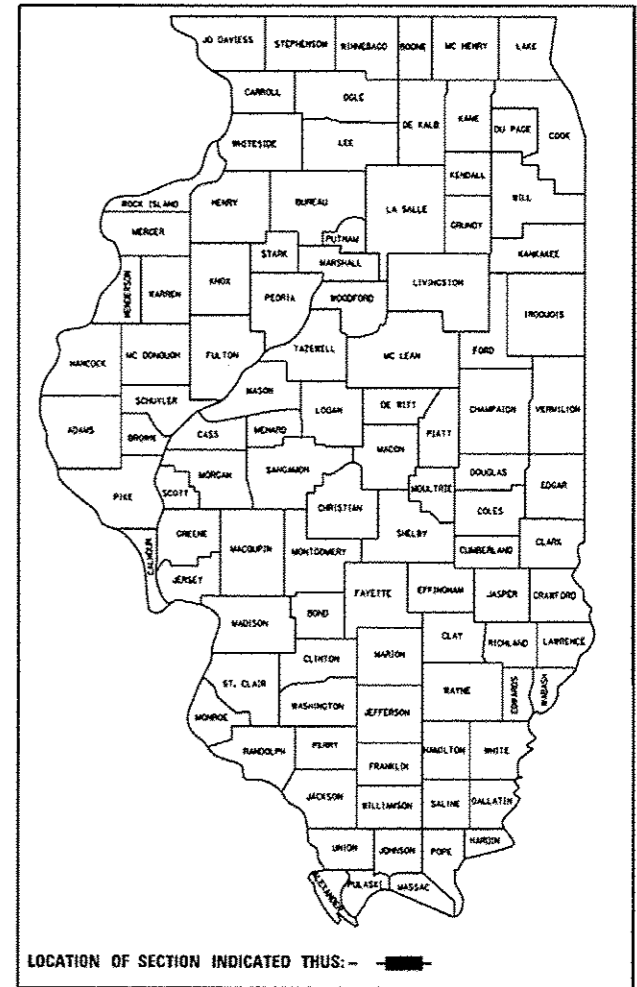 JO DAVIESS STEPHENSON WINNEBAGO BOONE MC HENRY LAKE
CARROLL OGLE DE KALB KANE DU PAGE COOK
WHITESIDE LEE
KENDALL
ROCK ISLAND HENRY BUREAU LA SALLE GRUNDY WILL
MERCER
PUTNAM
STARK MARSHALL KANKAKEE
HENDERSON WARREN KNOX PEORIA WOODFORD LIVINGSTON IROQUOIS
FORD
HANCOCK MC DONOUGH FULTON TAZEWELL MC LEAN
MASON
SCHUYLER LOGAN DE WITT CHAMPAIGN VERMILION
ADAMS BROWN CASS MENARD MACON PIATT
PIKE SCOTT MORGAN SANGAMON MOULTRIE DOUGLAS EDGAR
CHRISTIAN COLES
CALHOUN GREENE MACOUPIN MONTGOMERY SHELBY CUMBERLAND CLARK
JERSEY
FAYETTE EFFINGHAM JASPER CRAWFORD
MADISON BOND
CLAY RICHLAND LAWRENCE
CLINTON MARION
ST. CLAIR WAYNE EDWARDS WABASH
WASHINGTON JEFFERSON
MONROE
RANDOLPH PERRY HAMILTON WHITE
FRANKLIN
JACKSON WILLIAMSON SALINE GALLATIN
UNION JOHNSON POPE HARDIN
ALEXANDER PULASKI MASSAC
LOCATION OF SECTION INDICATED THUS:-